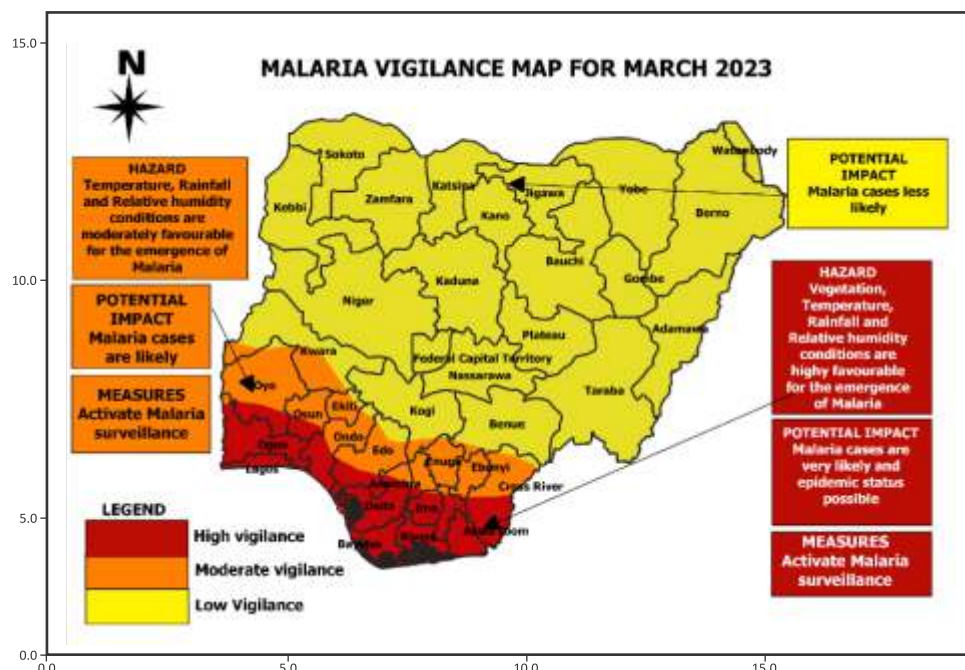 15.0
N
MALARIA VIGILANCE MAP FOR MARCH 2023
HAZARD
Temperature, Rainfall
and Relative humidity
conditions are
moderately favourable
for the emergence of
Malaria
POTENTIAL
IMPACT
Malaria cases
are likely
MEASURES
Activate Malaria
surveillance
POTENTIAL
IMPACT
Malaria cases less
likely
HAZARD
Vegetation,
Temperature,
Rainfall and
Relative humidity
conditions are
highy favourable
for the emergence
of Malaria
POTENTIAL IMPACT
Malaria cases are
very likely and
epidemic status
possible
MEASURES
Activate Malaria
surveillance
Sokoto
Kebbi
Zamfara
Katsina
Kano
Jigawa
Yobe
Borno
Bauchi
Gombe
Kaduna
Niger
Adamawa
Plateau
Federal Capital Territory
Nassarawa
Taraba
Kwara
Oyo
Kogi
Benue
Osun
Ekiti
Ondo
Edo
Ogun
Lagos
Enugu
Ebonyi
Cross River
Delta
Imo
10.0
5.0
LEGEND
High vigilance
Moderate vigilance
Low Vigilance
0.0
0.0
5.0
10.0
15.0